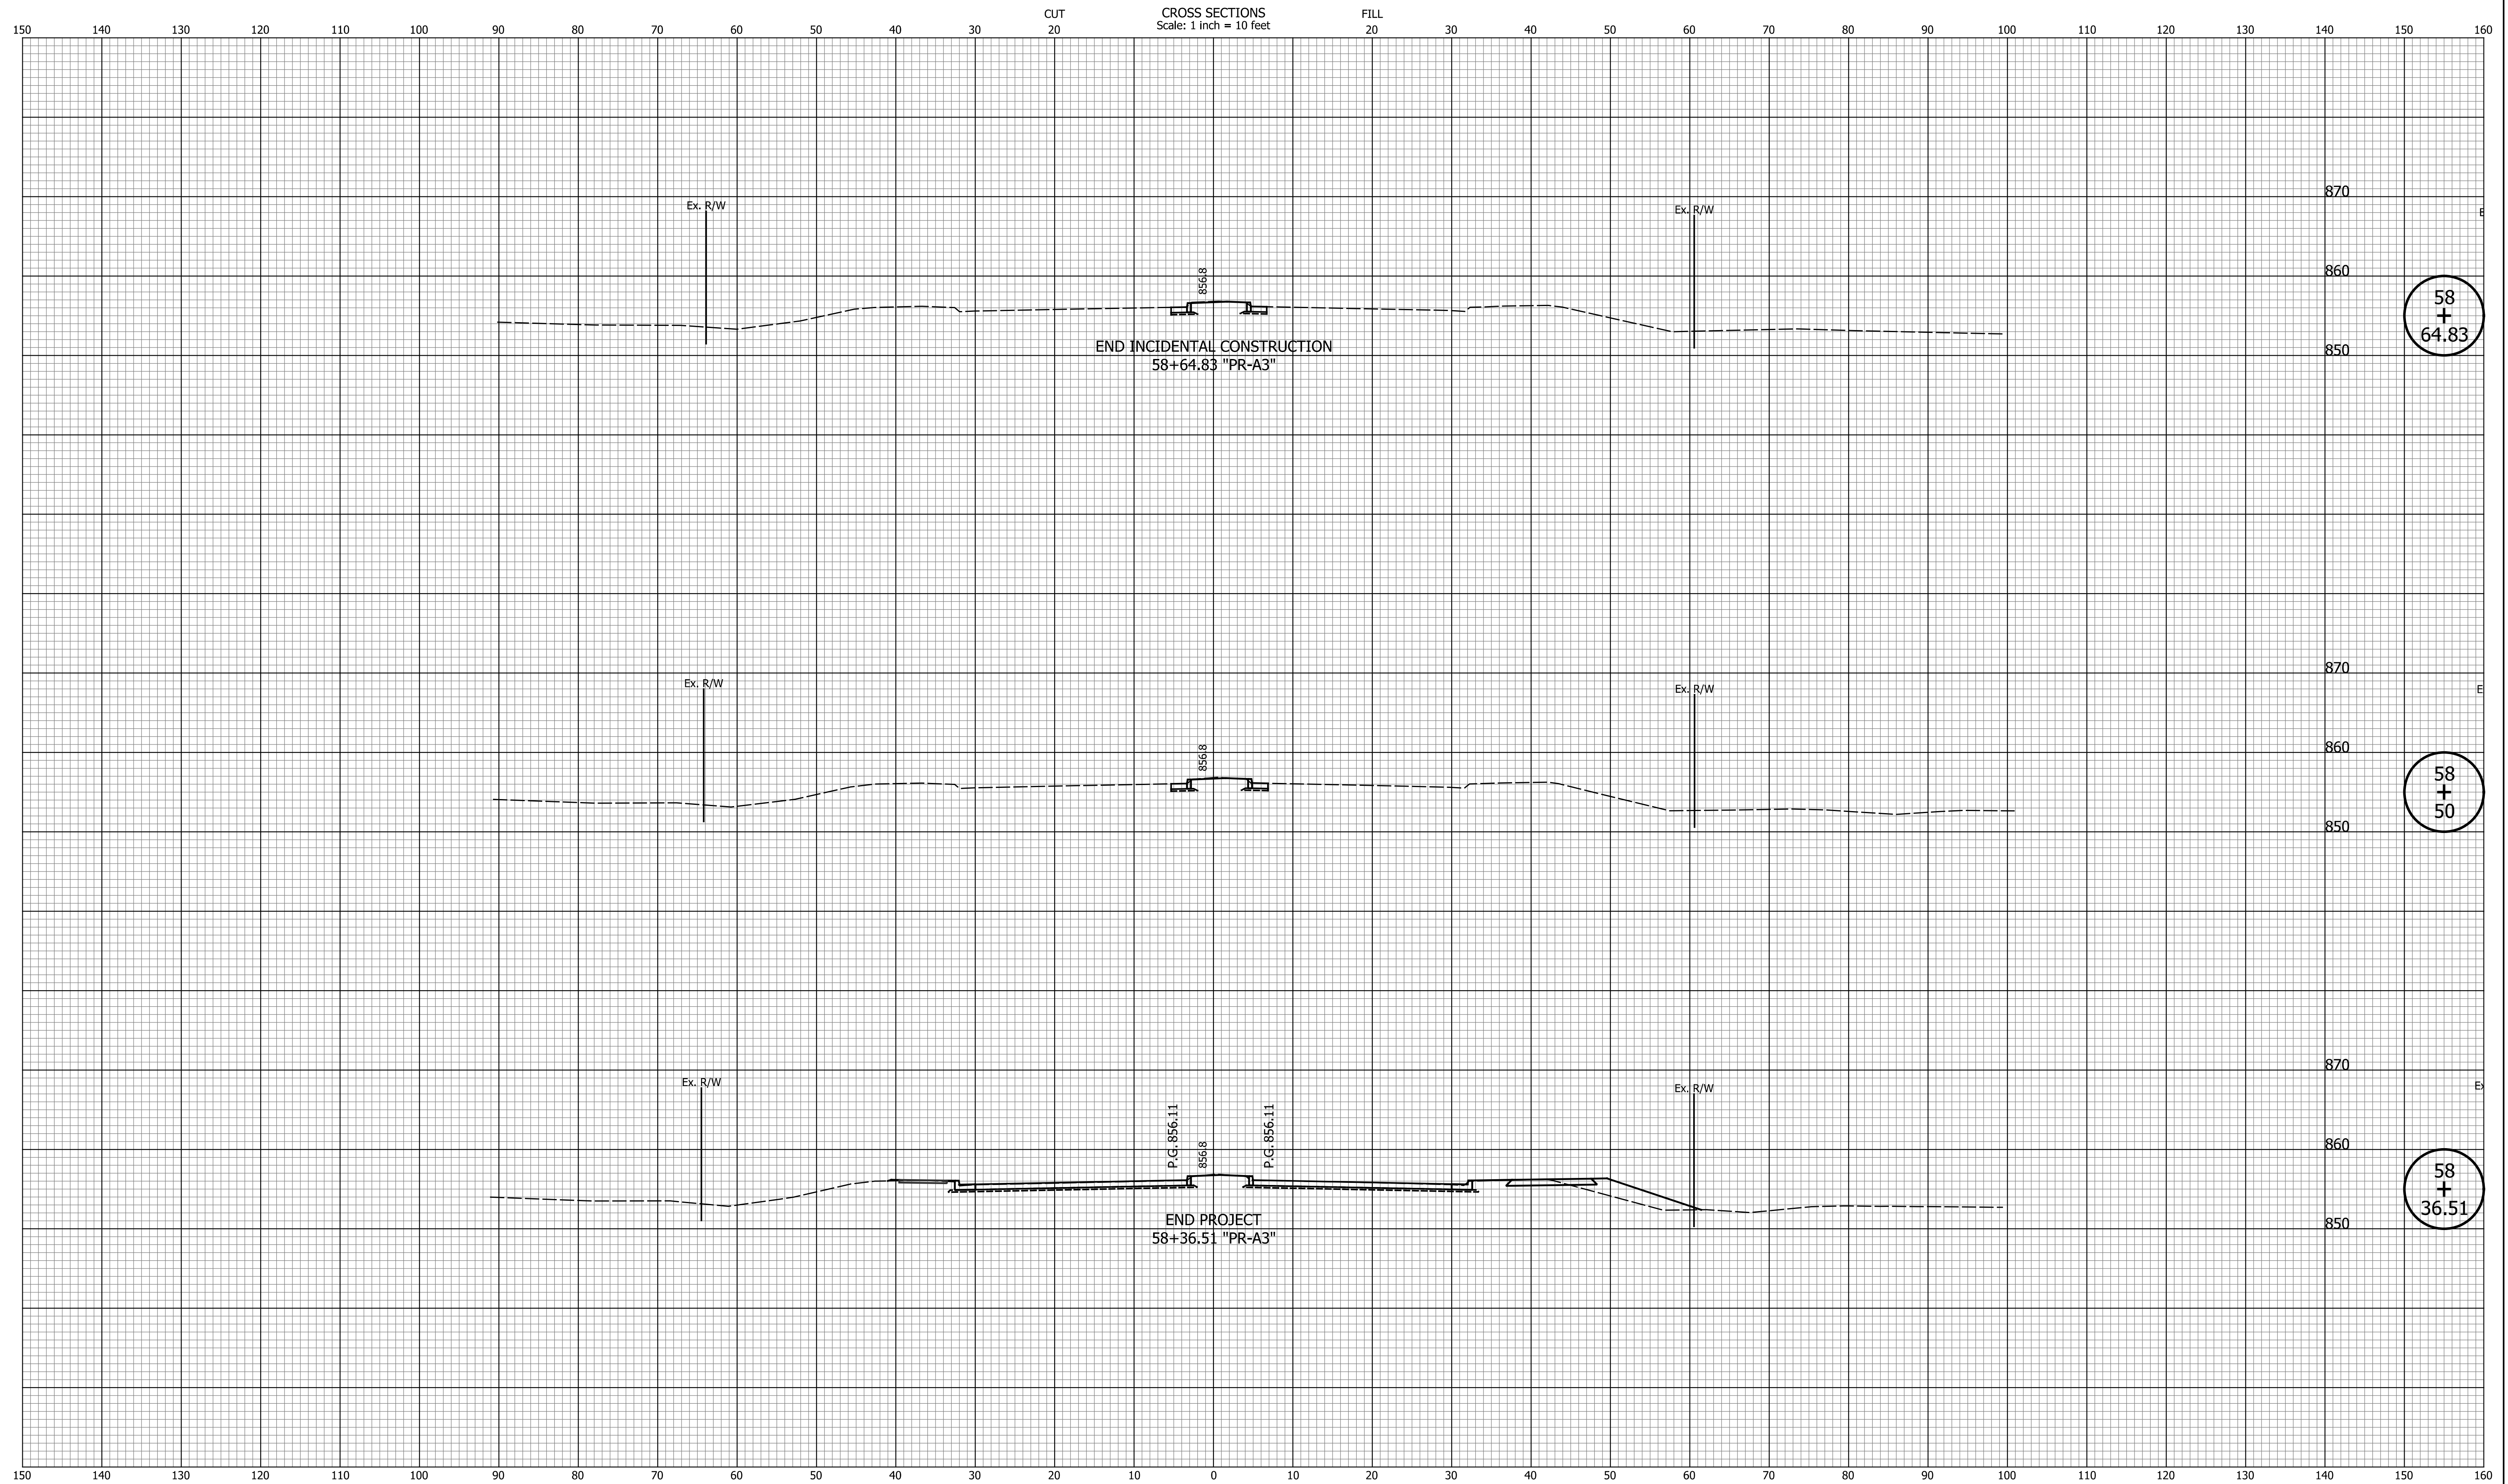 CUT CROSS SECTIONS FILL
Scale: 1 inch = 10 feet
150 140 130 120 110 100 90 80 70 60 50 40 30 20 20 30 40 50 60 70 80 90 100 110 120 130 140 150 160
870
Ex. R/W Ex. R/W E
856.8
860
58
+
64.83
END INCIDENTAL CONSTRUCTION
58+64.83 "PR-A3"
850
870
Ex. R/W Ex. R/W E
856.8
860
58
+
50
850
870
Ex. R/W Ex. R/W Ex
P.G. 856.11 856.8 P.G. 856.11
860
58
+
36.51
END PROJECT
58+36.51 "PR-A3"
850
150 140 130 120 110 100 90 80 70 60 50 40 30 20 10 0 10 20 30 40 50 60 70 80 90 100 110 120 130 140 150 160